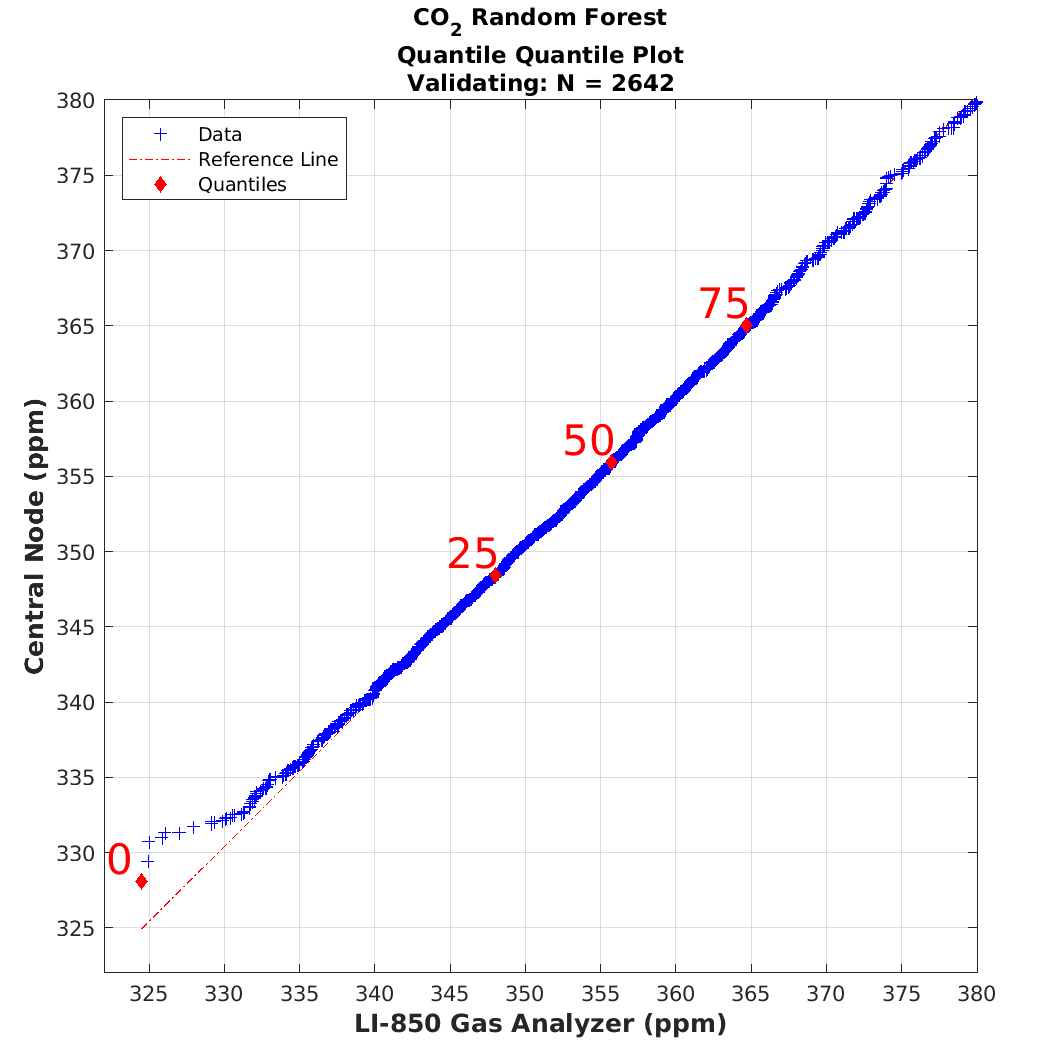 CO2 Random Forest
Quantile Quantile Plot
Validating: N = 2642
Data
Reference Line
Quantiles
380
375
370
365
360
355
350
345
340
335
330
325
Central Node (ppm)
75
50
25
0
325 330 335 340 345 350 355 360 365 370 375 380
LI-850 Gas Analyzer (ppm)